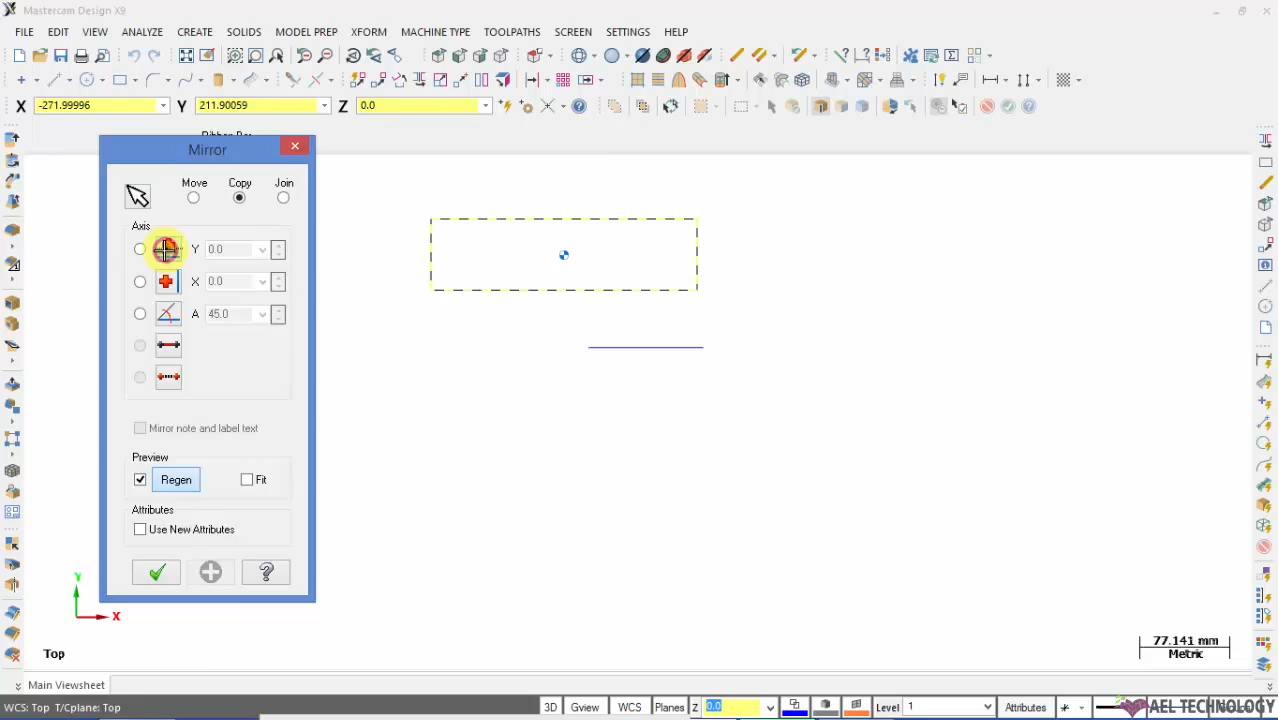 Mastercam Design X9
FILE EDIT VIEW ANALYZE CREATE SOLIDS MODEL PREP XFORM MACHINE TYPE TOOLPATHS SCREEN SETTINGS HELP
X -271.99996 Y 211.90059 Z 0.0
Mirror
Move Copy Join
Axis
Y 0.0
X 0.0
A 45.0
Mirror note and label text
Preview
Regen Fit
Attributes
Use New Attributes
Y
X
Top
77.141 mm
Metric
Main Viewsheet
WCS: Top T/Cplane: Top 3D Gview WCS Planes Z 0.0 Level 1 Attributes
AEL TECHNOLOGY